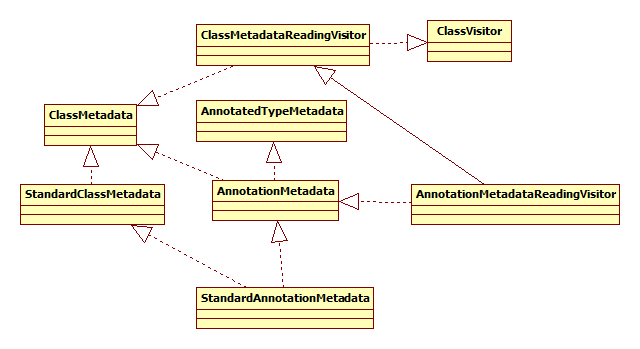 ClassVisitor
ClassMetadataReadingVisitor
ClassMetadata
AnnotatedTypeMetadata
StandardClassMetadata
AnnotationMetadata
AnnotationMetadataReadingVisitor
StandardAnnotationMetadata